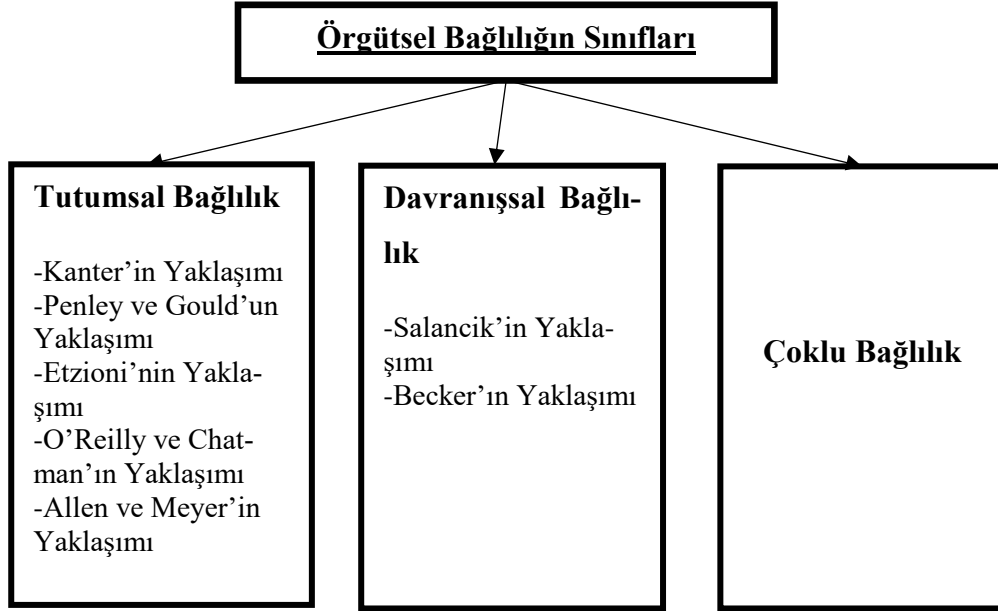 Örgütsel Bağlılığın Sınıfları
Tutumsal Bağlılık
-Kanter’in Yaklaşımı
-Penley ve Gould’un
Yaklaşımı
-Etzioni’nin Yakla-
şımı
-O’Reilly ve Chat-
man’ın Yaklaşımı
-Allen ve Meyer’in
Yaklaşımı
Davranışsal Bağlı-
lık
-Salancik’in Yakla-
şımı
-Becker’ın Yaklaşımı
Çoklu Bağlılık